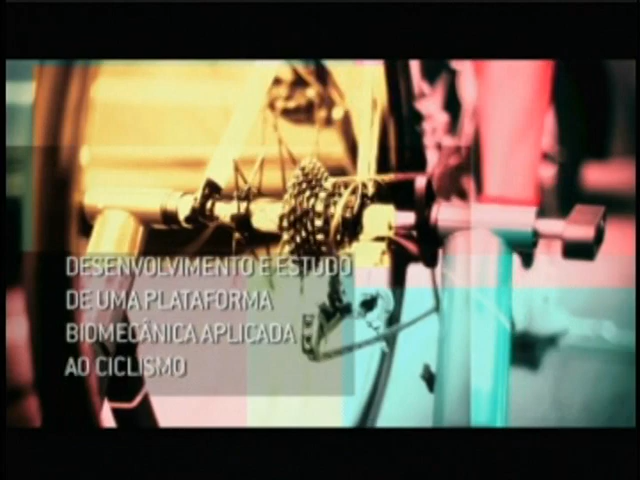 DESENVOLVIMENTO E ESTUDO
DE UMA PLATAFORMA
BIOMECÂNICA APLICADA
AO CICLISMO